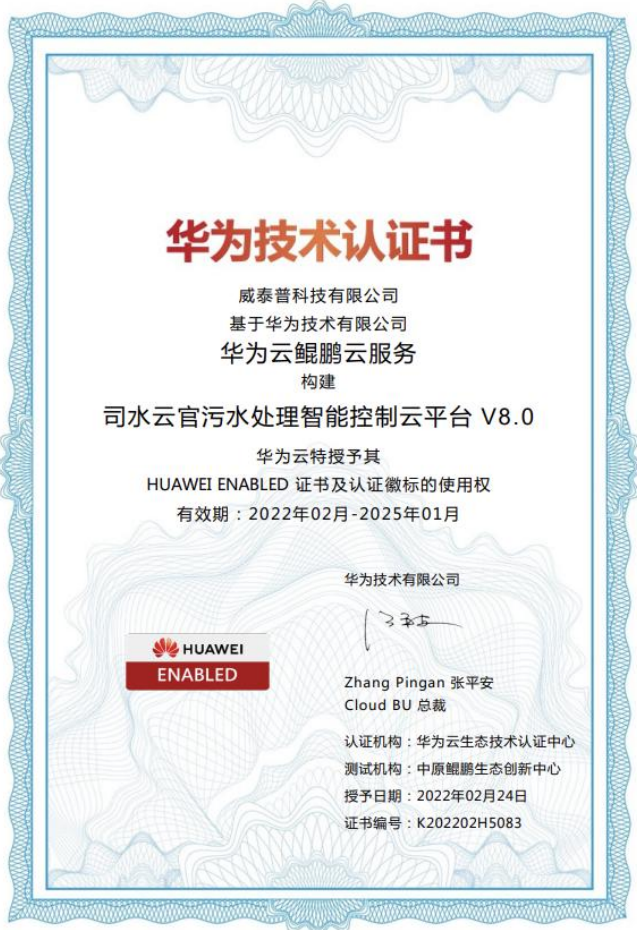 华为技术认证书
威泰普科技有限公司
基于华为技术有限公司
华为云鲲鹏云服务
构建
司水云官污水处理智能控制云平台 V8.0
华为云特授予其
HUAWEI ENABLED 证书及认证徽标的使用权
有效期：2022年02月-2025年01月
华为技术有限公司
HUAWEI
ENABLED
Zhang Pingan 张平安
Cloud BU 总裁
认证机构：华为云生态技术认证中心
测试机构：中原鲲鹏生态创新中心
授予日期：2022年02月24日
证书编号：K202202H5083